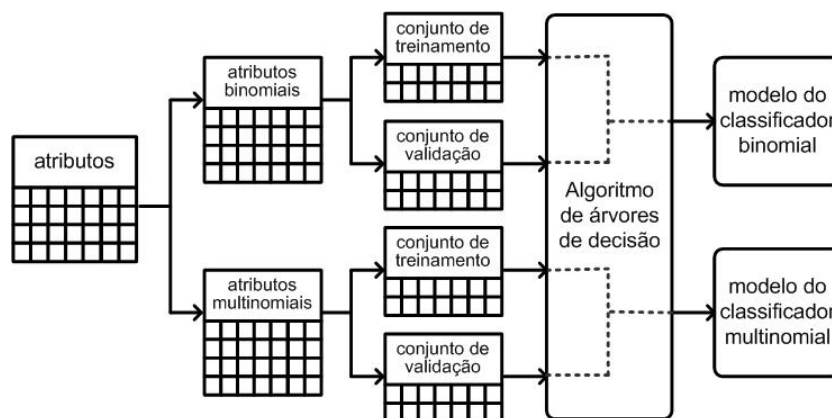 atributos
atributos
binomiais
conjunto de
treinamento
conjunto de
validação
atributos
multinomiais
conjunto de
treinamento
conjunto de
validação
Algoritmo
de árvores
de decisão
modelo do
classificador
binomial
modelo do
classificador
multinomial